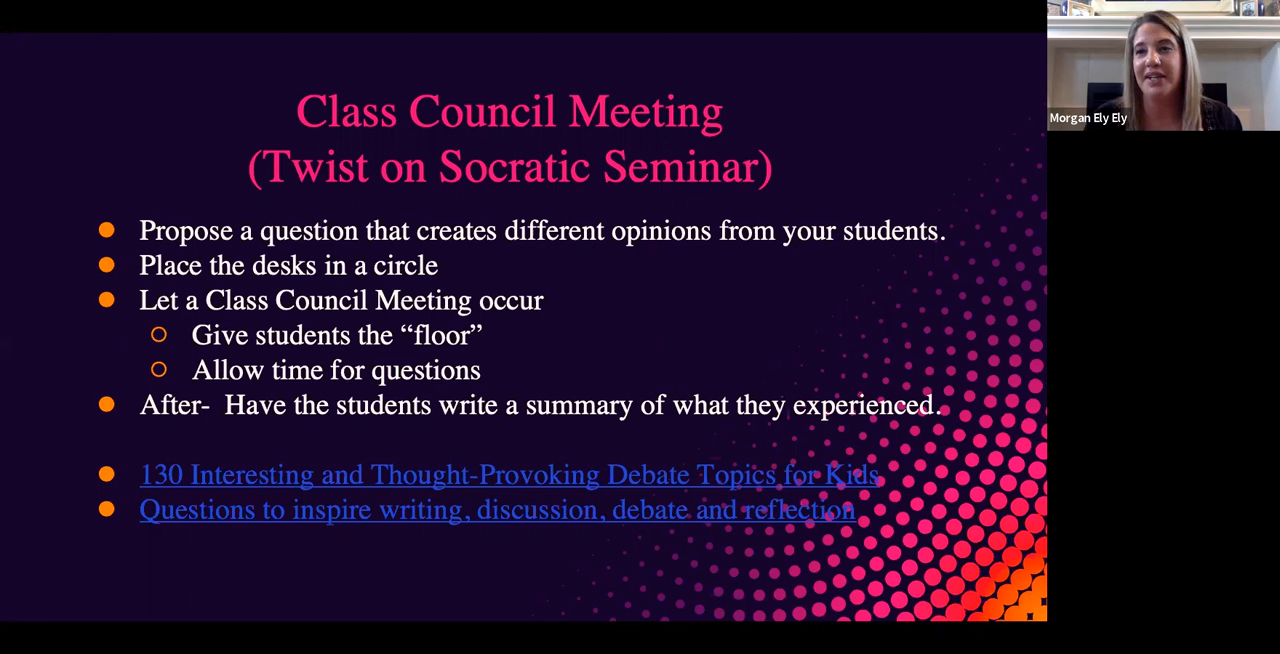 Class Council Meeting
(Twist on Socratic Seminar)
Propose a question that creates different opinions from your students.
Place the desks in a circle
Let a Class Council Meeting occur
Give students the “floor”
Allow time for questions
After-  Have the students write a summary of what they experienced.
130 Interesting and Thought-Provoking Debate Topics for Kids
Questions to inspire writing, discussion, debate and reflection
Morgan Ely Ely